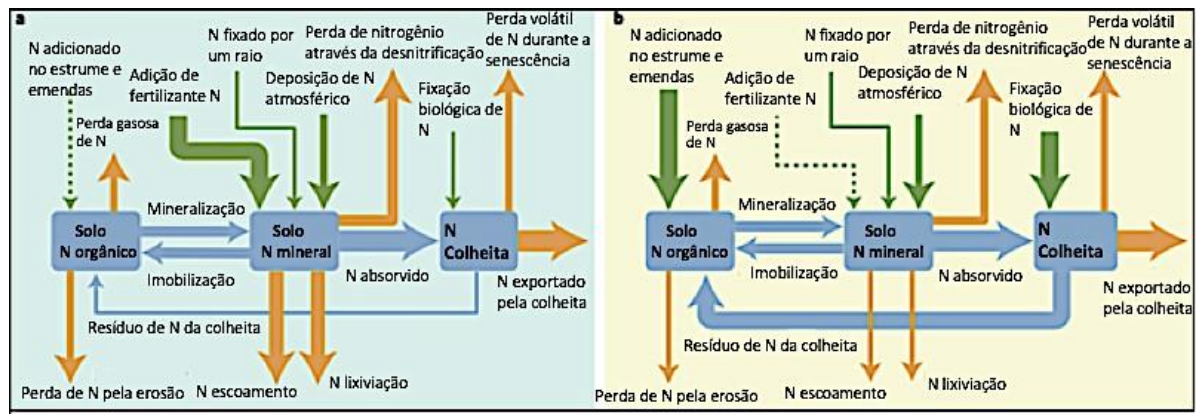 a
N adicionado
no estrume e
emendas
Adição de
fertilizante N
N fixado por
um raio
Deposição de N
atmosférico
Perda de nitrogênio
através da desnitrificação
Fixação
biológica de
N
Perda volátil
de N durante a
senescência
Perda gasosa
de N
Solo
N orgânico
Mineralização
Imobilização
Solo
N mineral
N absorvido
N
Colheita
N exportado
pela colheita
Resíduo de N da colheita
Perda de N pela erosão
N escoamento
N lixiviação
b
N adicionado
no estrume e
emendas
Adição de
fertilizante N
N fixado por
um raio
Deposição de N
atmosférico
Perda de nitrogênio
através da desnitrificação
Fixação
biológica de
N
Perda volátil
de N durante a
senescência
Perda gasosa
de N
Solo
N orgânico
Mineralização
Imobilização
Solo
N mineral
N absorvido
N
Colheita
N exportado
pela colheita
Resíduo de N da colheita
Perda de N pela erosão
N escoamento
N lixiviação